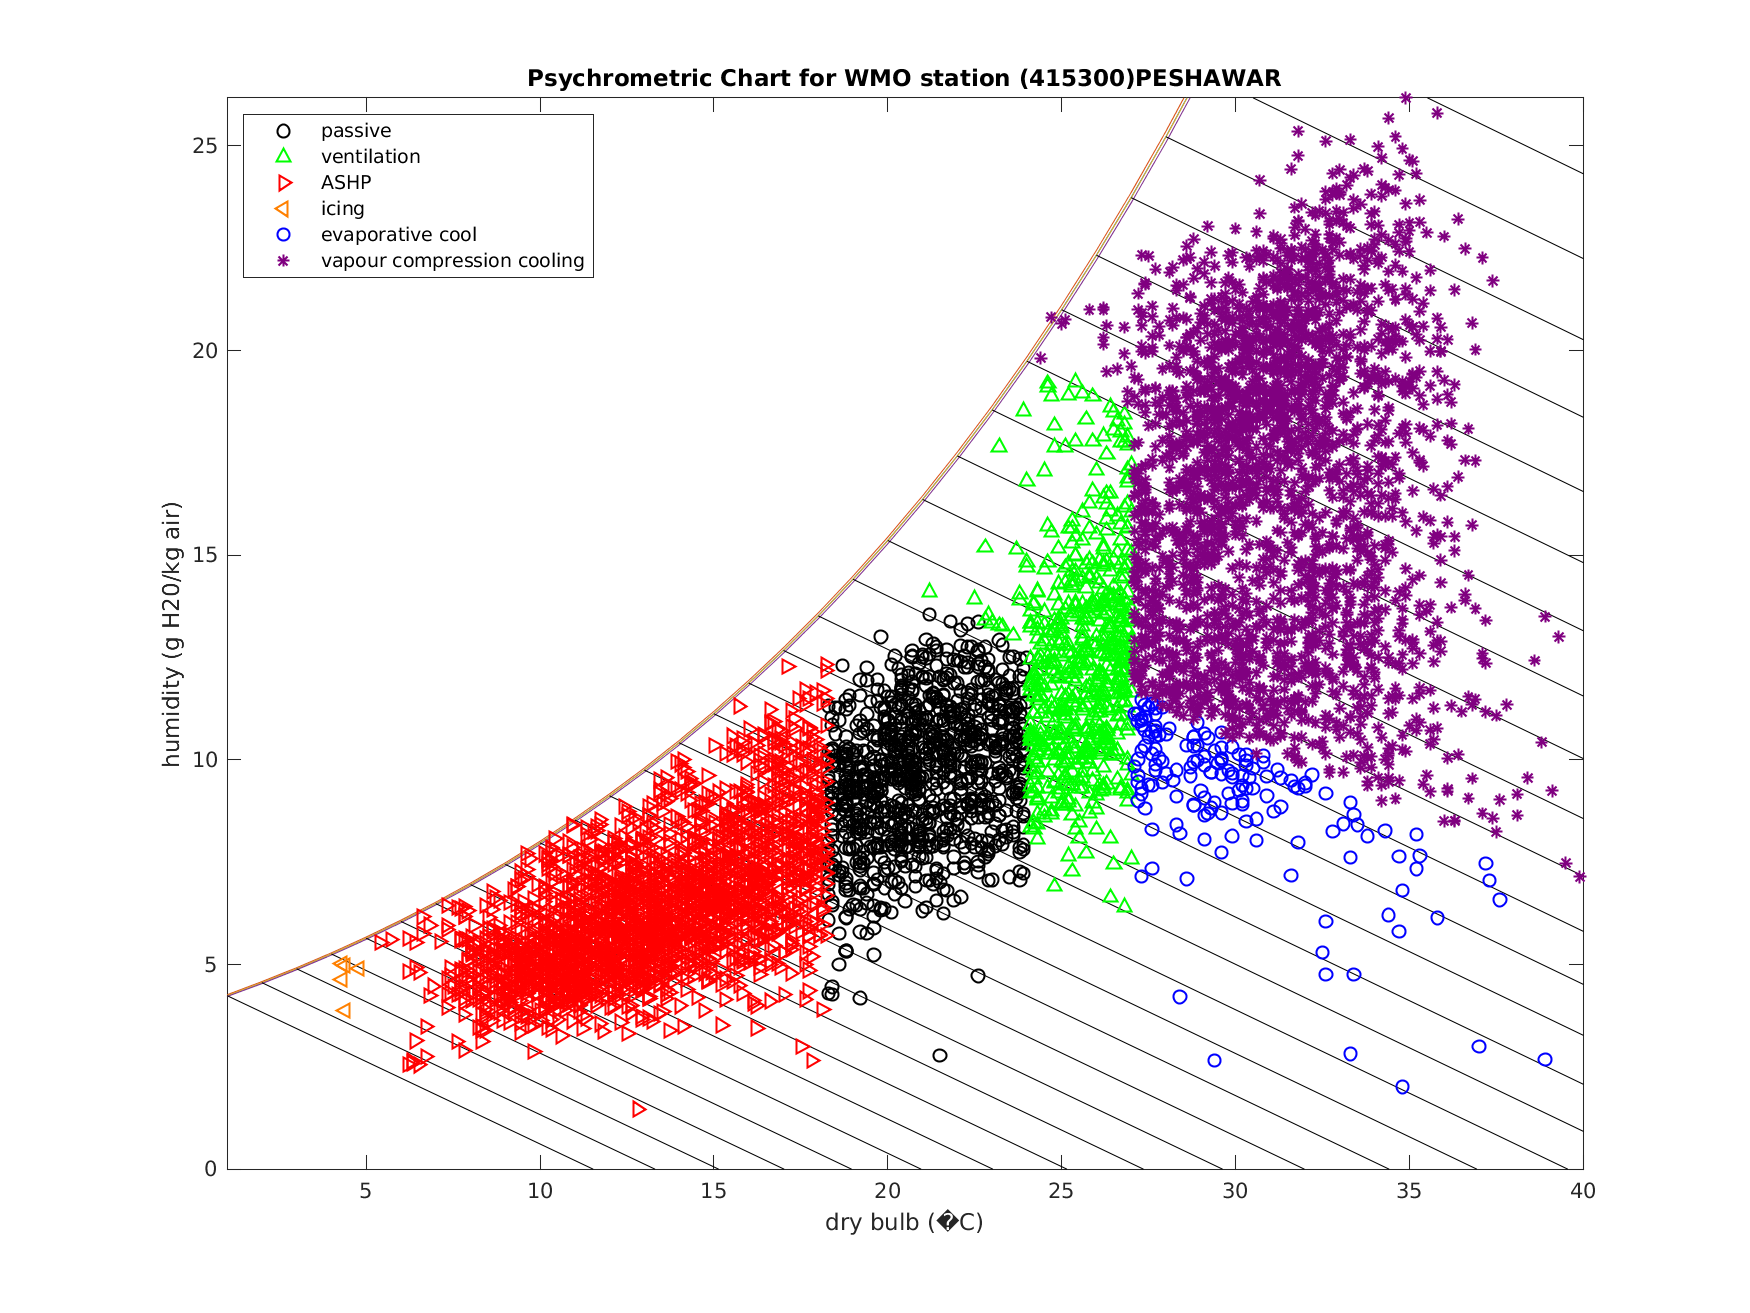 Psychrometric Chart for WMO station (415300)PESHAWAR
passive
ventilation
ASHP
icing
evaporative cool
vapour compression cooling
25
20
15
10
5
0
humidity (g H20/kg air)
5 10 15 20 25 30 35 40
dry bulb (�C)